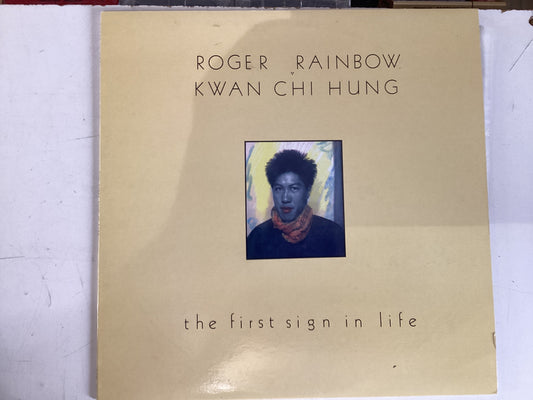 ROGER RAINBOW
KWAN CHI HUNG
the first sign in life